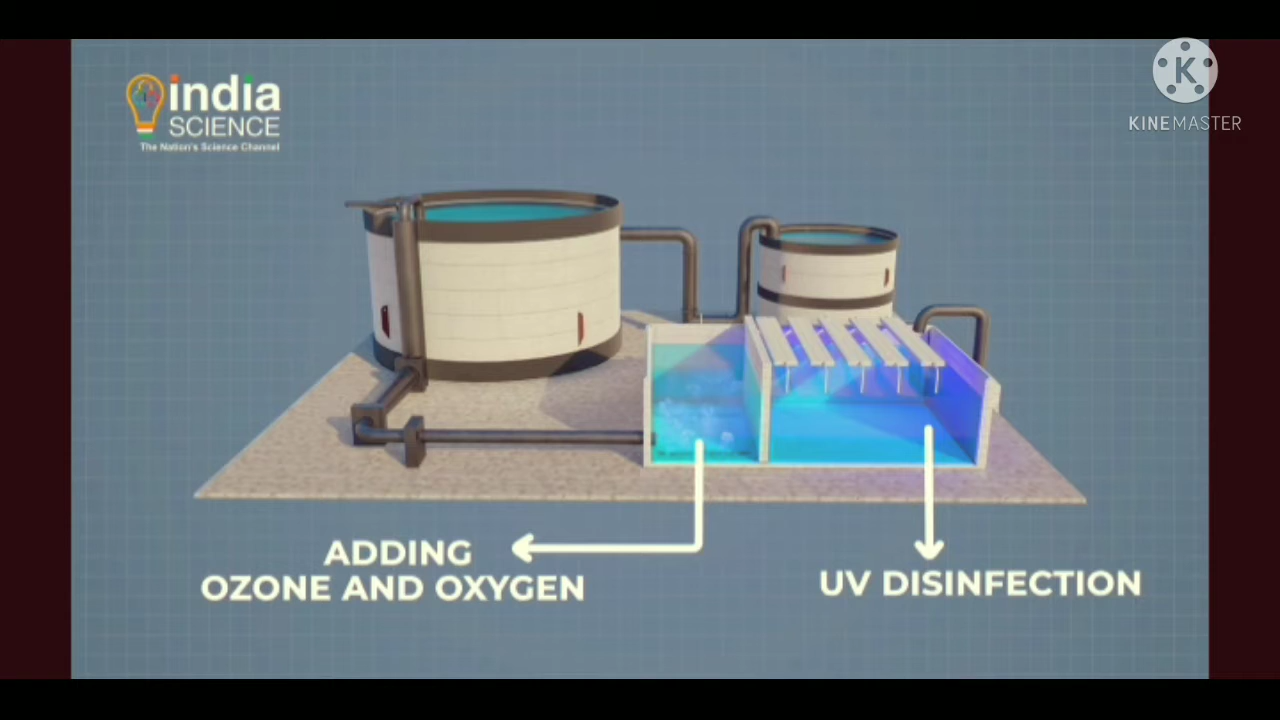 india
SCIENCE
The Nation's Science Channel
K
KINEMASTER
ADDING
OZONE AND OXYGEN
UV DISINFECTION